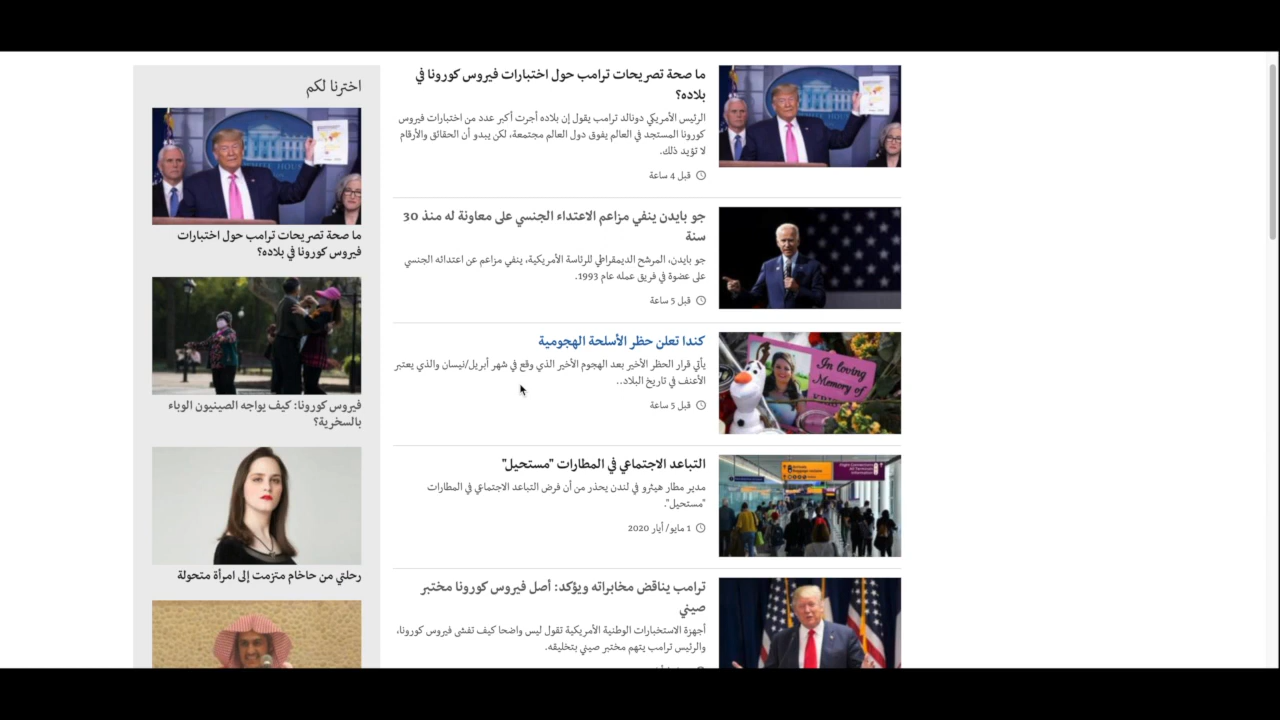 ما صحة تصريحات ترامب حول اختبارات فيروس كورونا في
بلاده؟
الرئيس الأمريكي دونالد ترامب يقول إن بلاده أجرت أكبر عدد من اختبارات فيروس
كورونا المستجد في العالم يفوق دول العالم مجتمعة، لكن يبدو أن الحقائق والأرقام
لا تؤيد ذلك.
قبل 4 ساعة
جو بايدن ينفي مزاعم الاعتداء الجنسي على معاونة له منذ 30
سنة
جو بايدن، المرشح الديمقراطي للرئاسة الأمريكية، ينفي مزاعم عن اعتدائه الجنسي
على عضوة في فريق عمله عام 1993.
قبل 5 ساعة
كندا تعلن حظر الأسلحة الهجومية
يأتي قرار الحظر الأخير بعد الهجوم الأخير الذي وقع في شهر أبريل/نيسان والذي يعتبر
الأعنف في تاريخ البلاد..
قبل 5 ساعة
In loving
Memory of
التباعد الاجتماعي في المطارات "مستحيل"
مدير مطار هيثرو في لندن يحذر من أن فرض التباعد الاجتماعي في المطارات
"مستحيل".
1 مايو/ أيار 2020
ترامب يناقض مخابراته ويؤكد: أصل فيروس كورونا مختبر
صيني
أجهزة الاستخبارات الوطنية الأمريكية تقول ليس واضحا كيف تفشى فيروس كورونا،
والرئيس ترامب يتهم مختبر صيني بتخليقه.
اخترنا لكم
ما صحة تصريحات ترامب حول اختبارات
فيروس كورونا في بلاده؟
فيروس كورونا: كيف يواجه الصينيون الوباء
بالسخرية؟
رحلتي من حاخام متزمت إلى امرأة متحولة